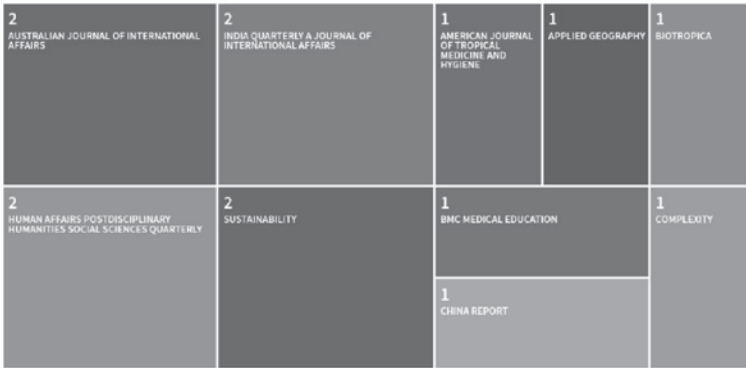 2
AUSTRALIAN JOURNAL OF INTERNATIONAL
AFFAIRS
2
INDIA QUARTERLY A JOURNAL OF
INTERNATIONAL AFFAIRS
1
AMERICAN JOURNAL
OF TROPICAL
MEDICINE AND
HYGIENE
1
APPLIED GEOGRAPHY
1
BIOTROPICA
2
HUMAN AFFAIRS POSTDISCIPLINARY
HUMANITIES SOCIAL SCIENCES QUARTERLY
2
SUSTAINABILITY
1
BMC MEDICAL EDUCATION
1
CHINA REPORT
1
COMPLEXITY